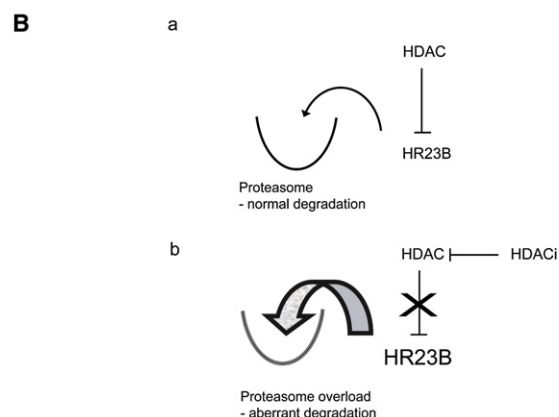 B
a
HDAC
HR23B
Proteasome
- normal degradation
b
HDAC
HDACi
HR23B
Proteasome overload
- aberrant degradation